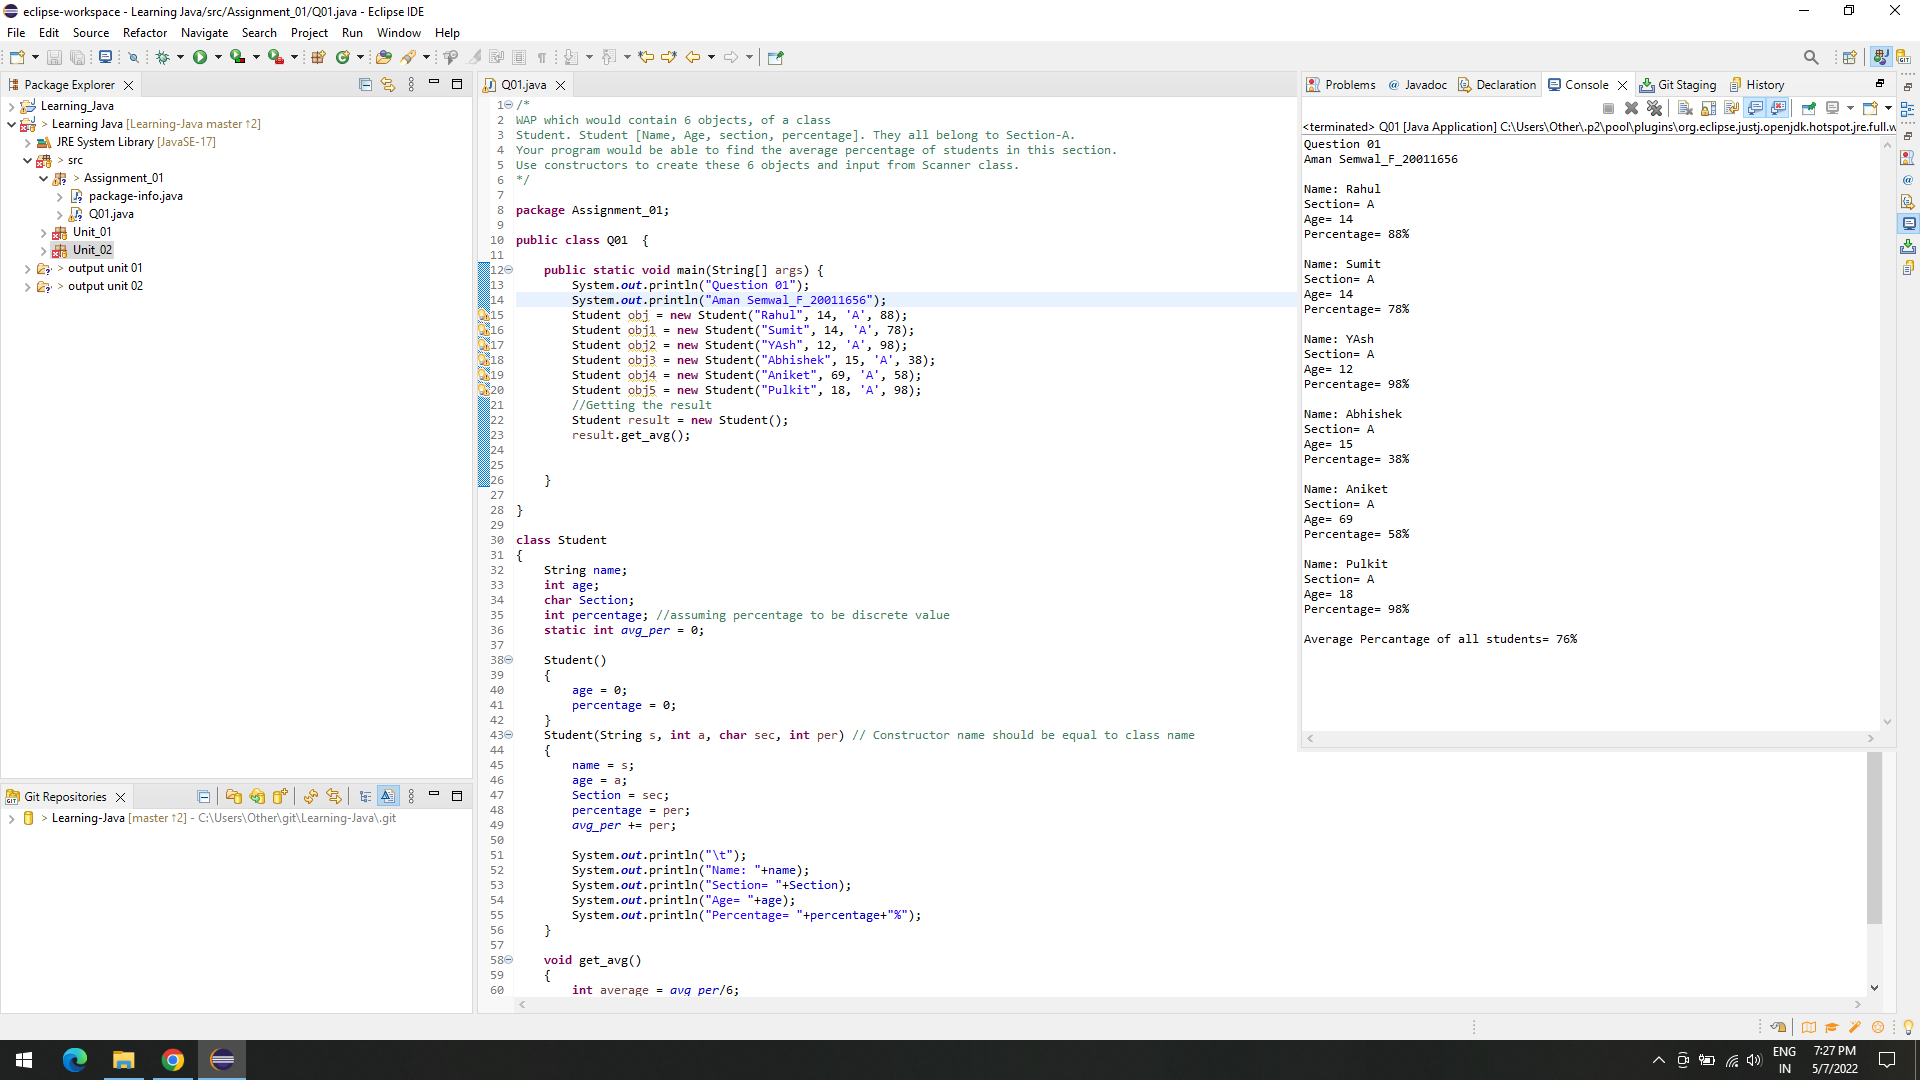 eclipse-workspace - Learning Java/src/Assignment_01/Q01.java - Eclipse IDE
File Edit Source Refactor Navigate Search Project Run Window Help
Package Explorer
Learning_Java
> Learning Java [Learning-Java master ↑2]
JRE System Library [JavaSE-17]
> src
> Assignment_01
> package-info.java
> Q01.java
Unit_01
Unit_02
> output unit 01
> output unit 02
Git Repositories
> Learning-Java [master ↑2] - C:\Users\Other\git\Learning-Java\.git
Q01.java
1 /*
2 WAP which would contain 6 objects, of a class
3 Student. Student [Name, Age, section, percentage]. They all belong to Section-A.
4 Your program would be able to find the average percentage of students in this section.
5 Use constructors to create these 6 objects and input from Scanner class.
6 */
7
8 package Assignment_01;
9
10 public class Q01  {
11
12     public static void main(String[] args) {
13         System.out.println("Question 01");
14         System.out.println("Aman Semwal_F_20011656");
15         Student obj = new Student("Rahul", 14, 'A', 88);
16         Student obj1 = new Student("Sumit", 14, 'A', 78);
17         Student obj2 = new Student("YAsh", 12, 'A', 98);
18         Student obj3 = new Student("Abhishek", 15, 'A', 38);
19         Student obj4 = new Student("Aniket", 69, 'A', 58);
20         Student obj5 = new Student("Pulkit", 18, 'A', 98);
21         //Getting the result
22         Student result = new Student();
23         result.get_avg();
24
25
26     }
27
28 }
29
30 class Student
31 {
32     String name;
33     int age;
34     char Section;
35     int percentage; //assuming percentage to be discrete value
36     static int avg_per = 0;
37
38     Student()
39     {
40         age = 0;
41         percentage = 0;
42     }
43     Student(String s, int a, char sec, int per) // Constructor name should be equal to class name
44     {
45         name = s;
46         age = a;
47         Section = sec;
48         percentage = per;
49         avg_per += per;
50
51         System.out.println("\t");
52         System.out.println("Name: "+name);
53         System.out.println("Section= "+Section);
54         System.out.println("Age= "+age);
55         System.out.println("Percentage= "+percentage+"%");
56     }
57
58     void get_avg()
59     {
60         int average = avg_per/6;
Problems Javadoc Declaration Console Git Staging History
<terminated> Q01 [Java Application] C:\Users\Other\.p2\pool\plugins\org.eclipse.justj.openjdk.hotspot.jre.full.w
Question 01
Aman Semwal_F_20011656
Name: Rahul
Section= A
Age= 14
Percentage= 88%
Name: Sumit
Section= A
Age= 14
Percentage= 78%
Name: YAsh
Section= A
Age= 12
Percentage= 98%
Name: Abhishek
Section= A
Age= 15
Percentage= 38%
Name: Aniket
Section= A
Age= 69
Percentage= 58%
Name: Pulkit
Section= A
Age= 18
Percentage= 98%
Average Percantage of all students= 76%
ENG
IN
7:27 PM
5/7/2022